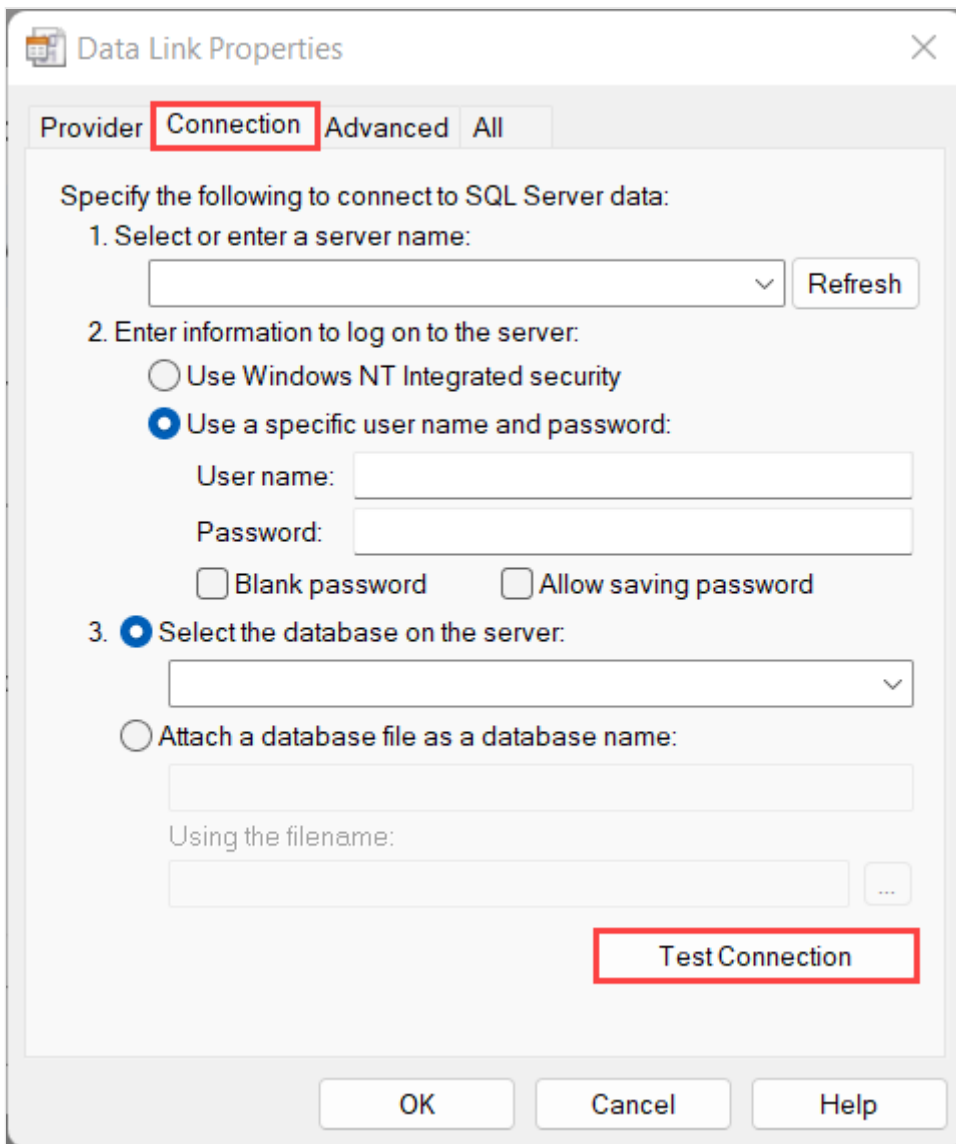 Data Link Properties
Provider Connection Advanced All
Specify the following to connect to SQL Server data:
1. Select or enter a server name:
Refresh
2. Enter information to log on to the server:
Use Windows NT Integrated security
Use a specific user name and password:
User name:
Password:
Blank password Allow saving password
3. Select the database on the server:
Attach a database file as a database name:
Using the filename:
...
Test Connection
OK Cancel Help